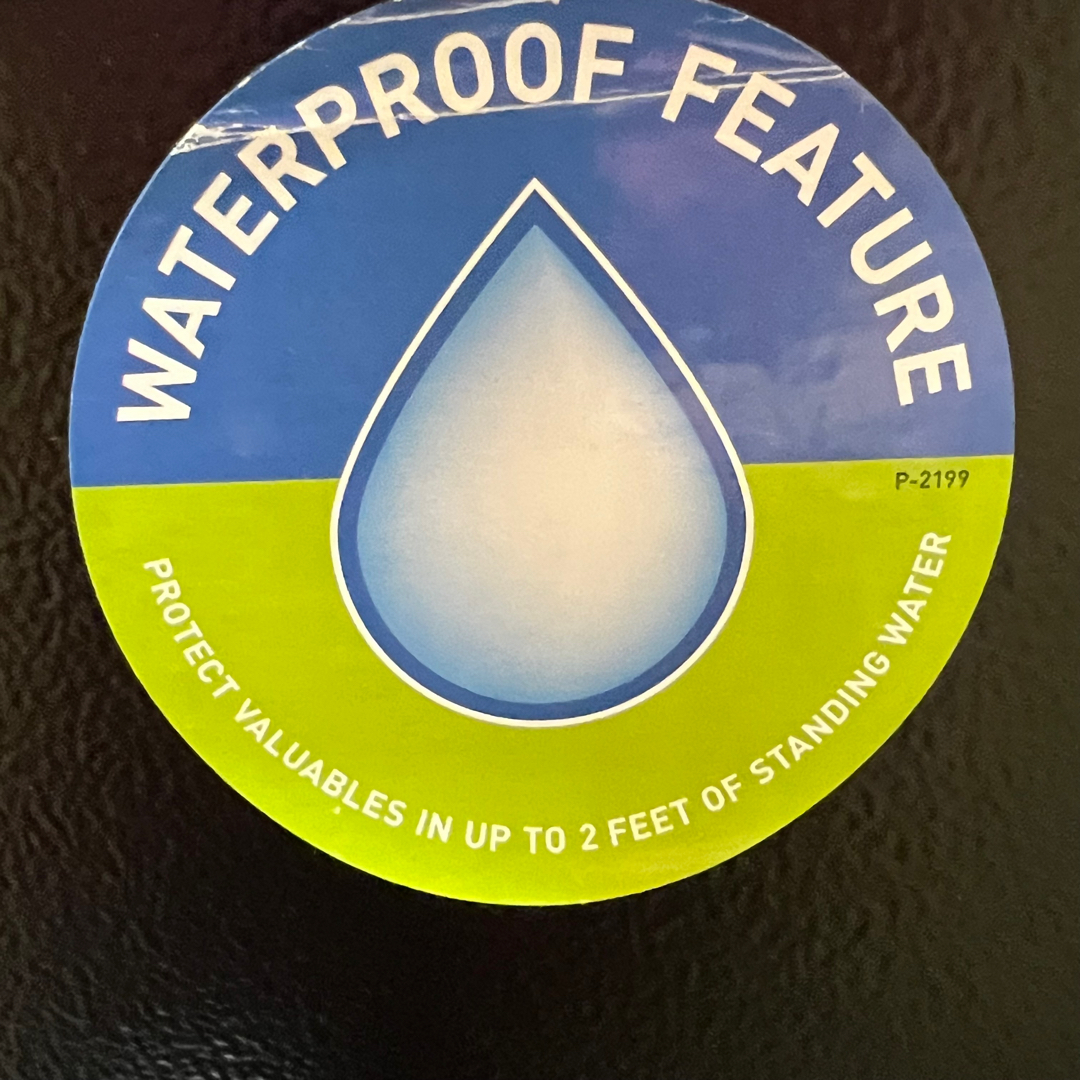 WATERPROOF FEATURE
P-2199
PROTECT VALUABLES IN UP TO 2 FEET OF STANDING WATER